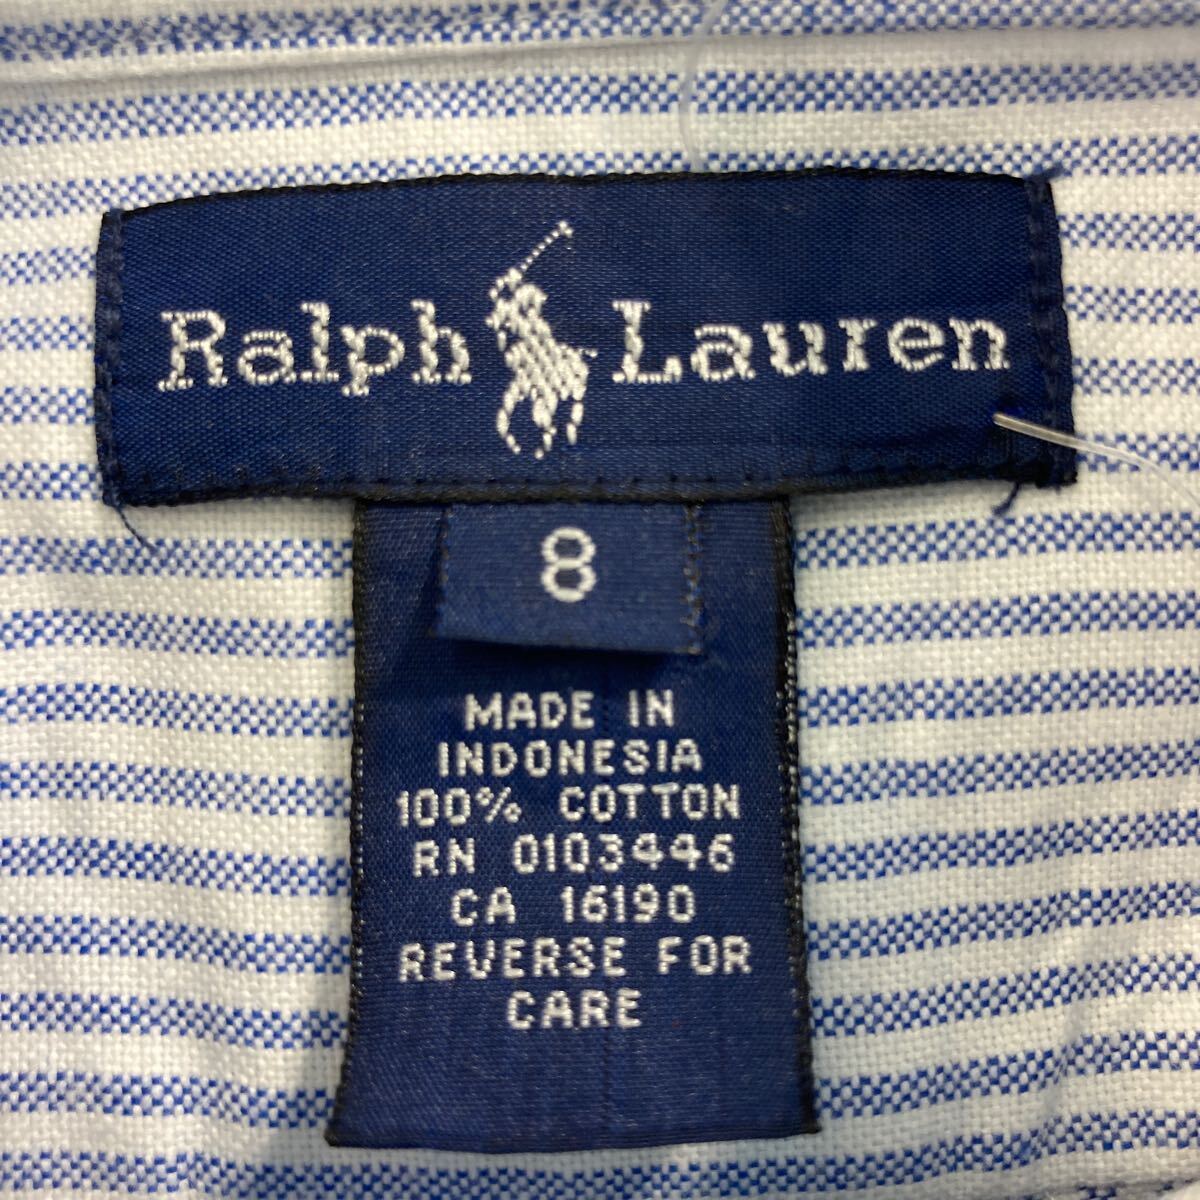 Ralph Lauren
8
MADE IN
INDONESIA
100% COTTON
RN 0103446
CA 16190
REVERSE FOR
CARE